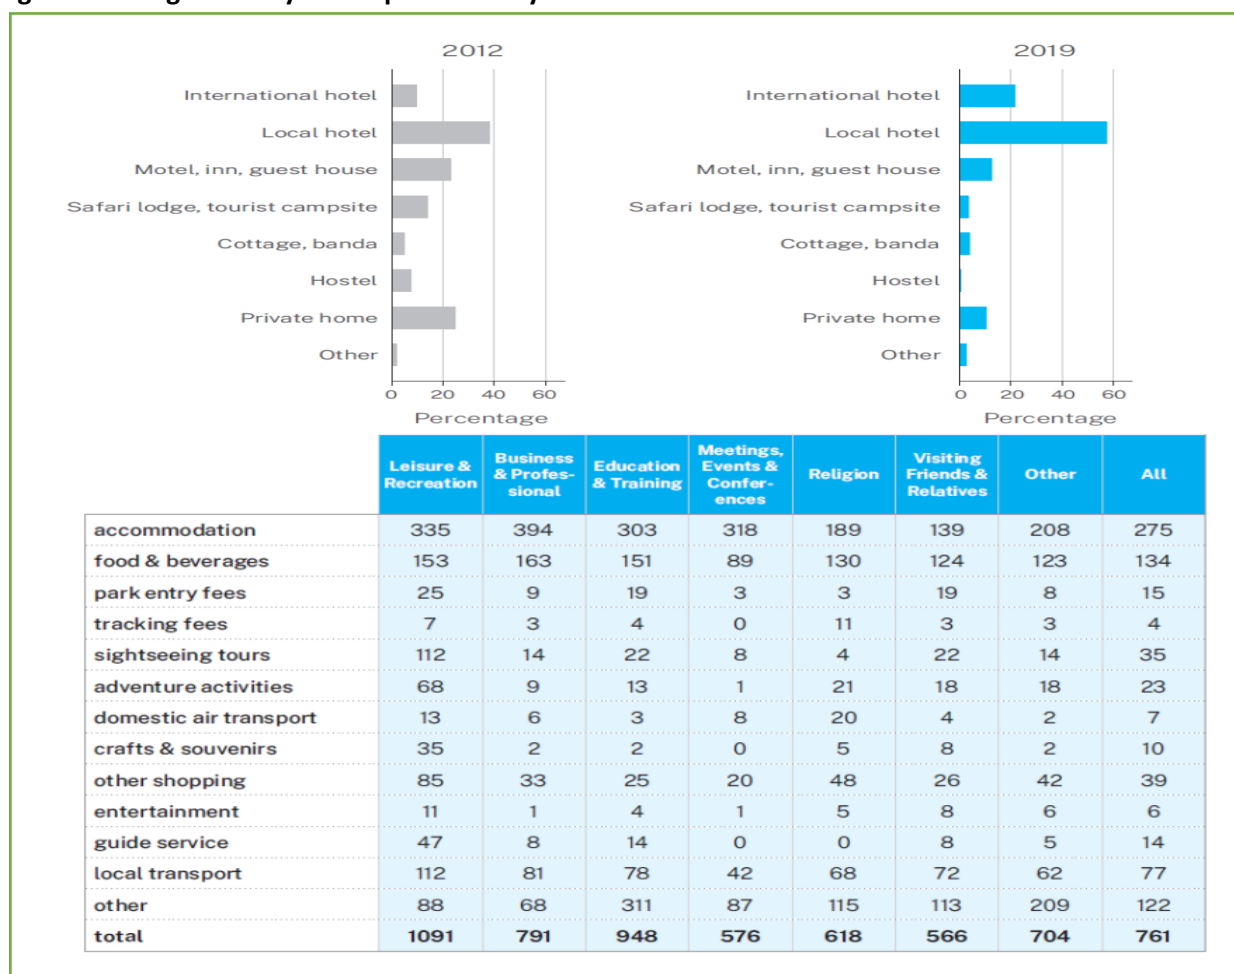 2012
International hotel
Local hotel
Motel, inn, guest house
Safari lodge, tourist campsite
Cottage, banda
Hostel
Private home
Other
0 20 40 60
Percentage
2019
International hotel
Local hotel
Motel, inn, guest house
Safari lodge, tourist campsite
Cottage, banda
Hostel
Private home
Other
0 20 40 60
Percentage
Leisure & Recreation Business & Profes-sional Education & Training Meetings, Events & Confer-ences Religion Visiting Friends & Relatives Other All
accommodation 335 394 303 318 189 139 208 275
food & beverages 153 163 151 89 130 124 123 134
park entry fees 25 9 19 3 3 19 8 15
tracking fees 7 3 4 0 11 3 3 4
sightseeing tours 112 14 22 8 4 22 14 35
adventure activities 68 9 13 1 21 18 18 23
domestic air transport 13 6 3 8 20 4 2 7
crafts & souvenirs 35 2 2 0 5 8 2 10
other shopping 85 33 25 20 48 26 42 39
entertainment 11 1 4 1 5 8 6 6
guide service 47 8 14 0 0 8 5 14
local transport 112 81 78 42 68 72 62 77
other 88 68 311 87 115 113 209 122
total 1091 791 948 576 618 566 704 761